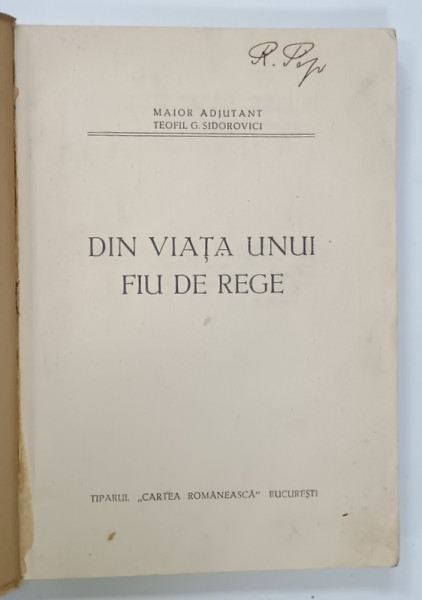 R. Pop
MAIOR ADJUTANT
TEOFIL G. SIDOROVICI
DIN VIAȚA UNUI
FIU DE REGE
TIPARUL „CARTEA ROMÂNEASCĂ“ BUCUREȘTI